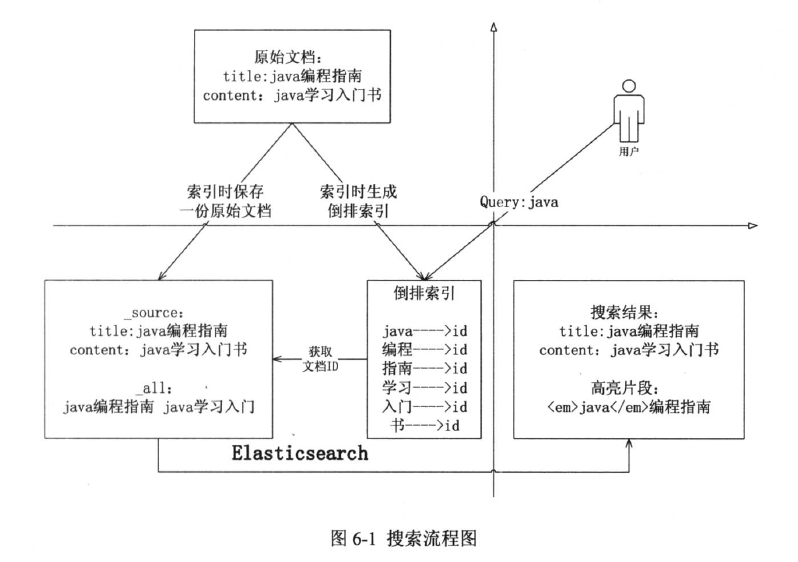 原始文档：
title:java编程指南
content: java学习入门书
用户
索引时保存
一份原始文档
索引时生成
倒排索引
Query:java
_source:
title:java编程指南
content: java学习入门书
_all:
java编程指南 java学习入门
获取
文档ID
倒排索引
java---->id
编程---->id
指南---->id
学习---->id
入门---->id
书---->id
搜索结果：
title:java编程指南
content: java学习入门书
高亮片段：
<em>java</em>编程指南
Elasticsearch
图 6-1 搜索流程图